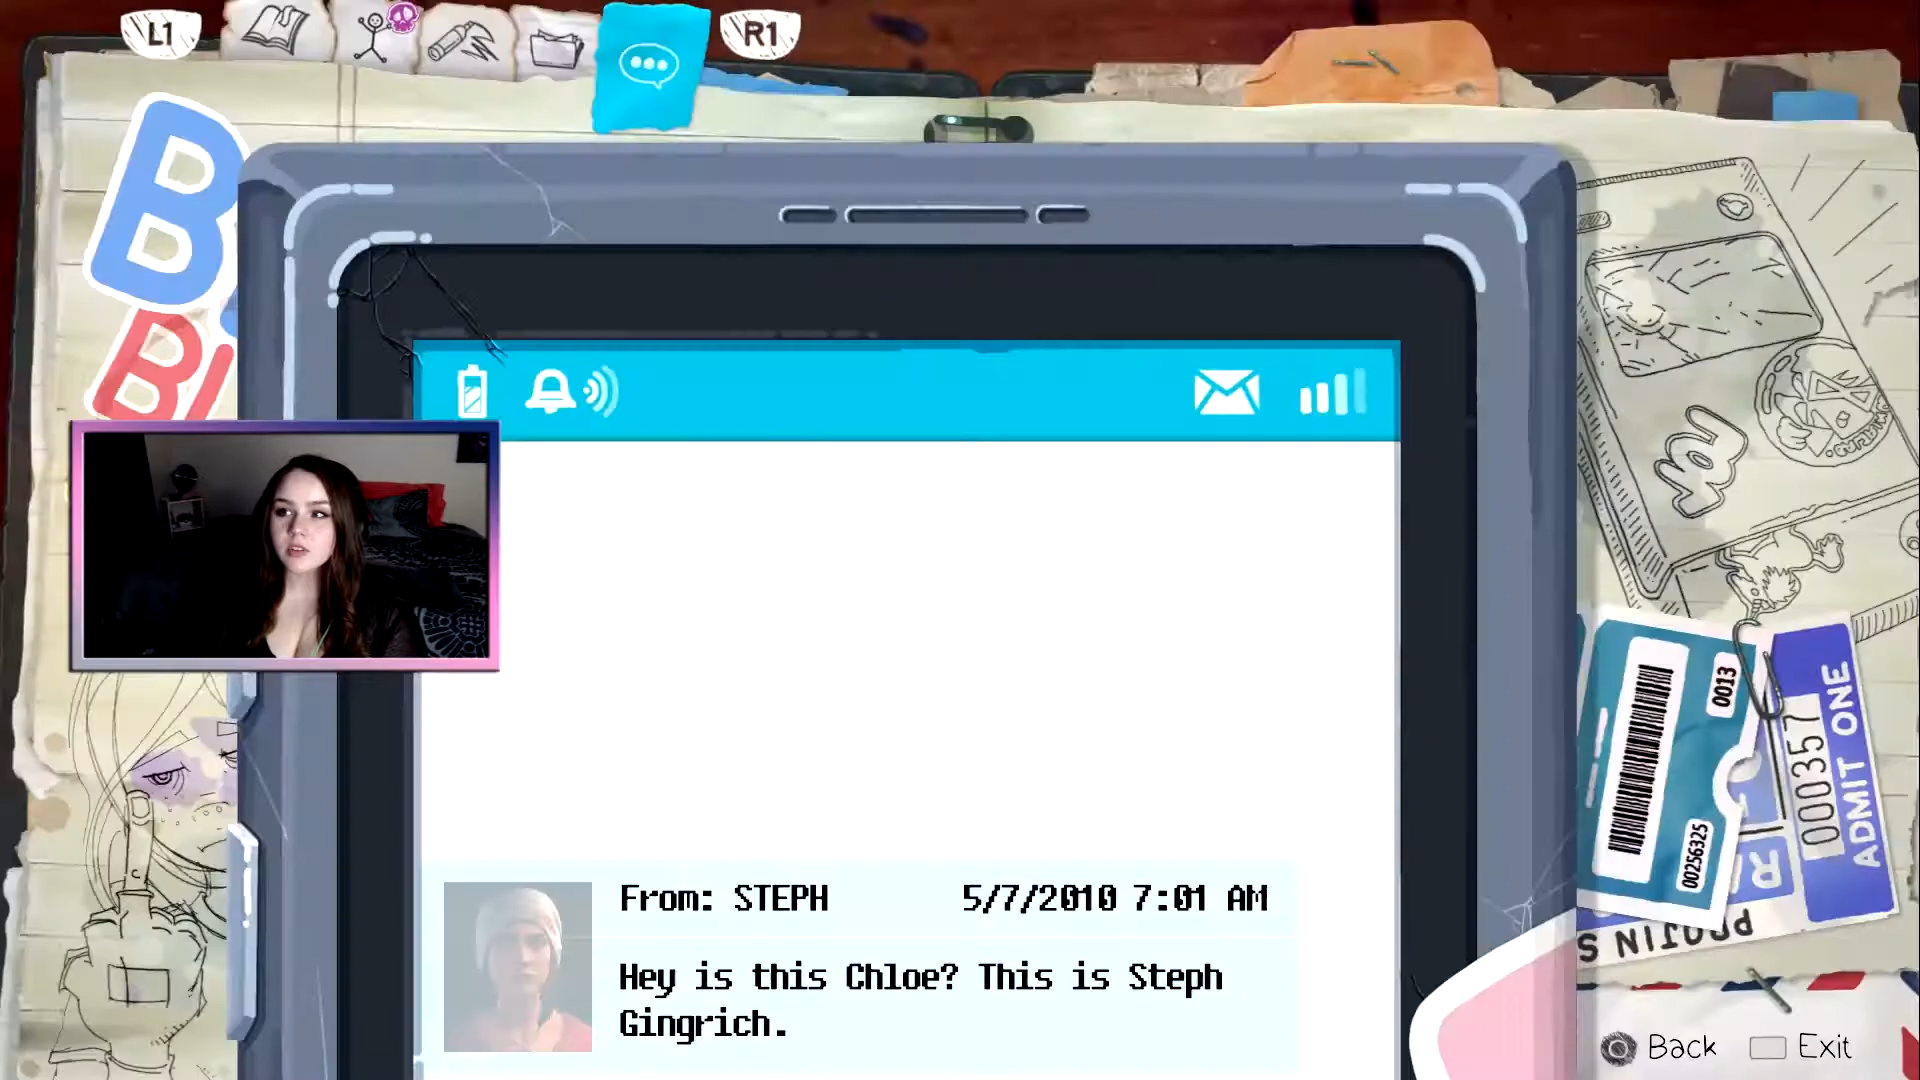 L1
R1
B
Bl
From: STEPH 5/7/2010 7:01 AM
Hey is this Chloe? This is Steph
Gingrich.
0013
00256325
000357
ADMIT ONE
Back
Exit